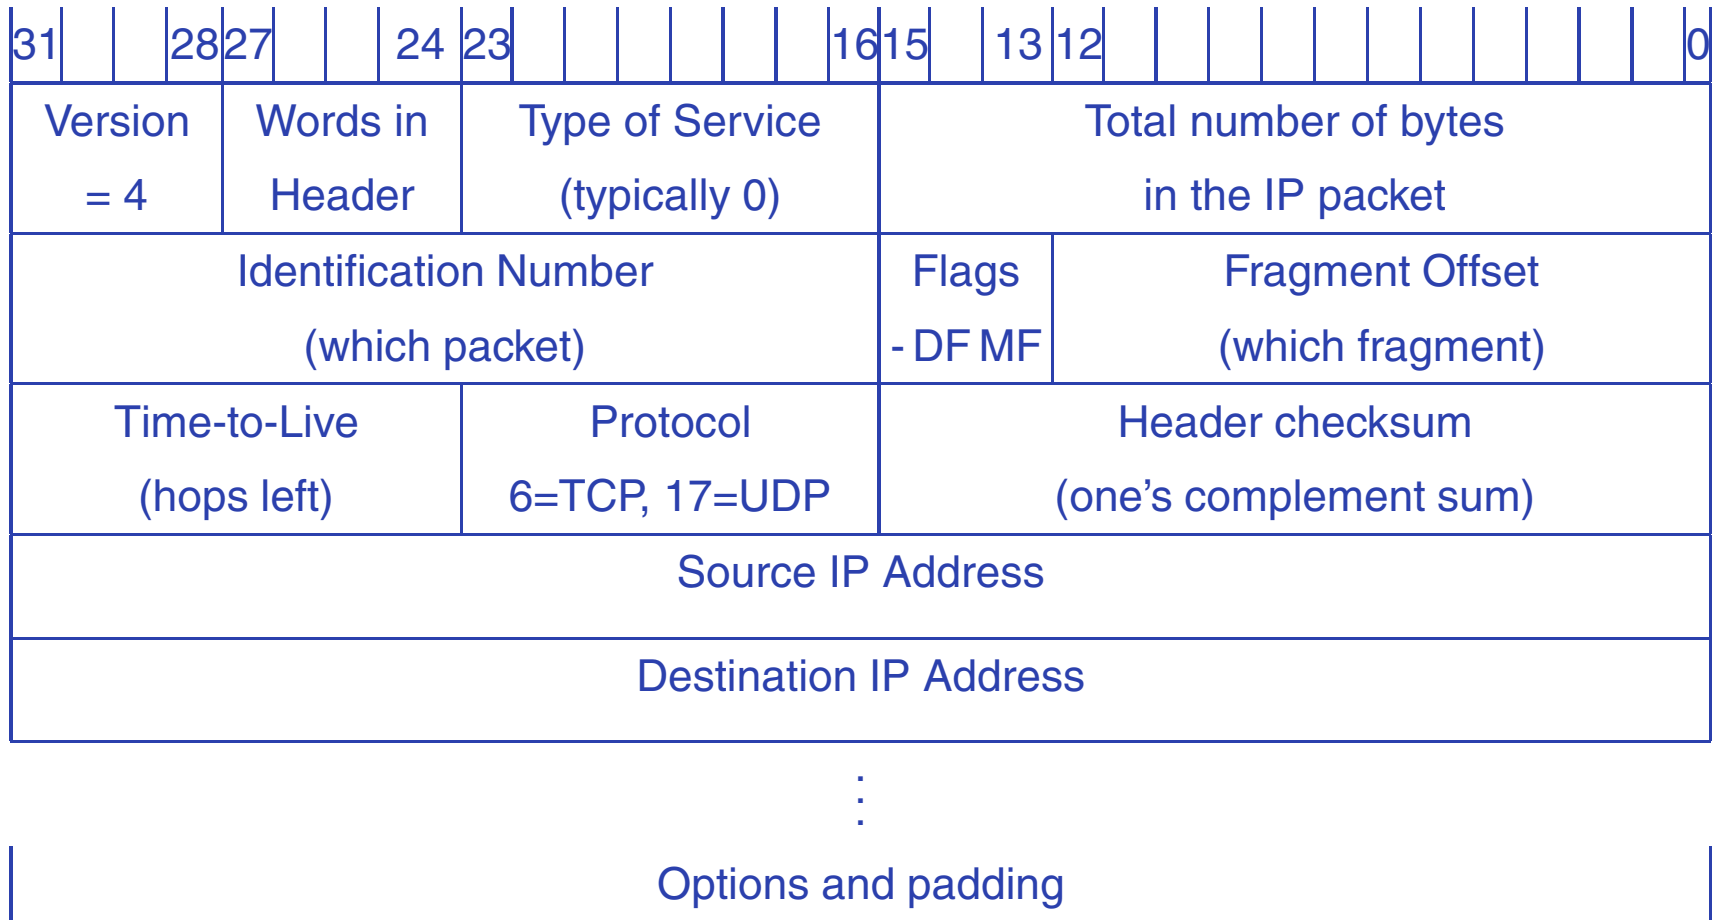 31 28 27 24 23 16 15 13 12 0
Version
= 4
Words in
Header
Type of Service
(typically 0)
Total number of bytes
in the IP packet
Identification Number
(which packet)
Flags
- DF MF
Fragment Offset
(which fragment)
Time-to-Live
(hops left)
Protocol
6=TCP, 17=UDP
Header checksum
(one's complement sum)
Source IP Address
Destination IP Address
⋮
Options and padding